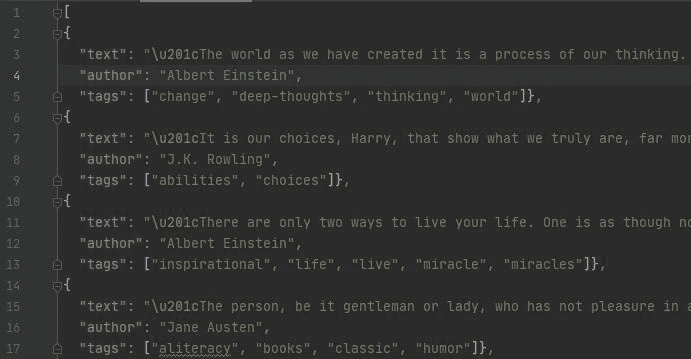 1 [
2 {
3 "text": "\u201cThe world as we have created it is a process of our thinking.
4 "author": "Albert Einstein",
5 "tags": ["change", "deep-thoughts", "thinking", "world"]},
6 {
7 "text": "\u201cIt is our choices, Harry, that show what we truly are, far
8 "author": "J.K. Rowling",
9 "tags": ["abilities", "choices"]},
10 {
11 "text": "\u201cThere are only two ways to live your life. One is as though
12 "author": "Albert Einstein",
13 "tags": ["inspirational", "life", "live", "miracle", "miracles"]},
14 {
15 "text": "\u201cThe person, be it gentleman or lady, who has not pleasure in
16 "author": "Jane Austen",
17 "tags": ["aliteracy", "books", "classic", "humor"]},